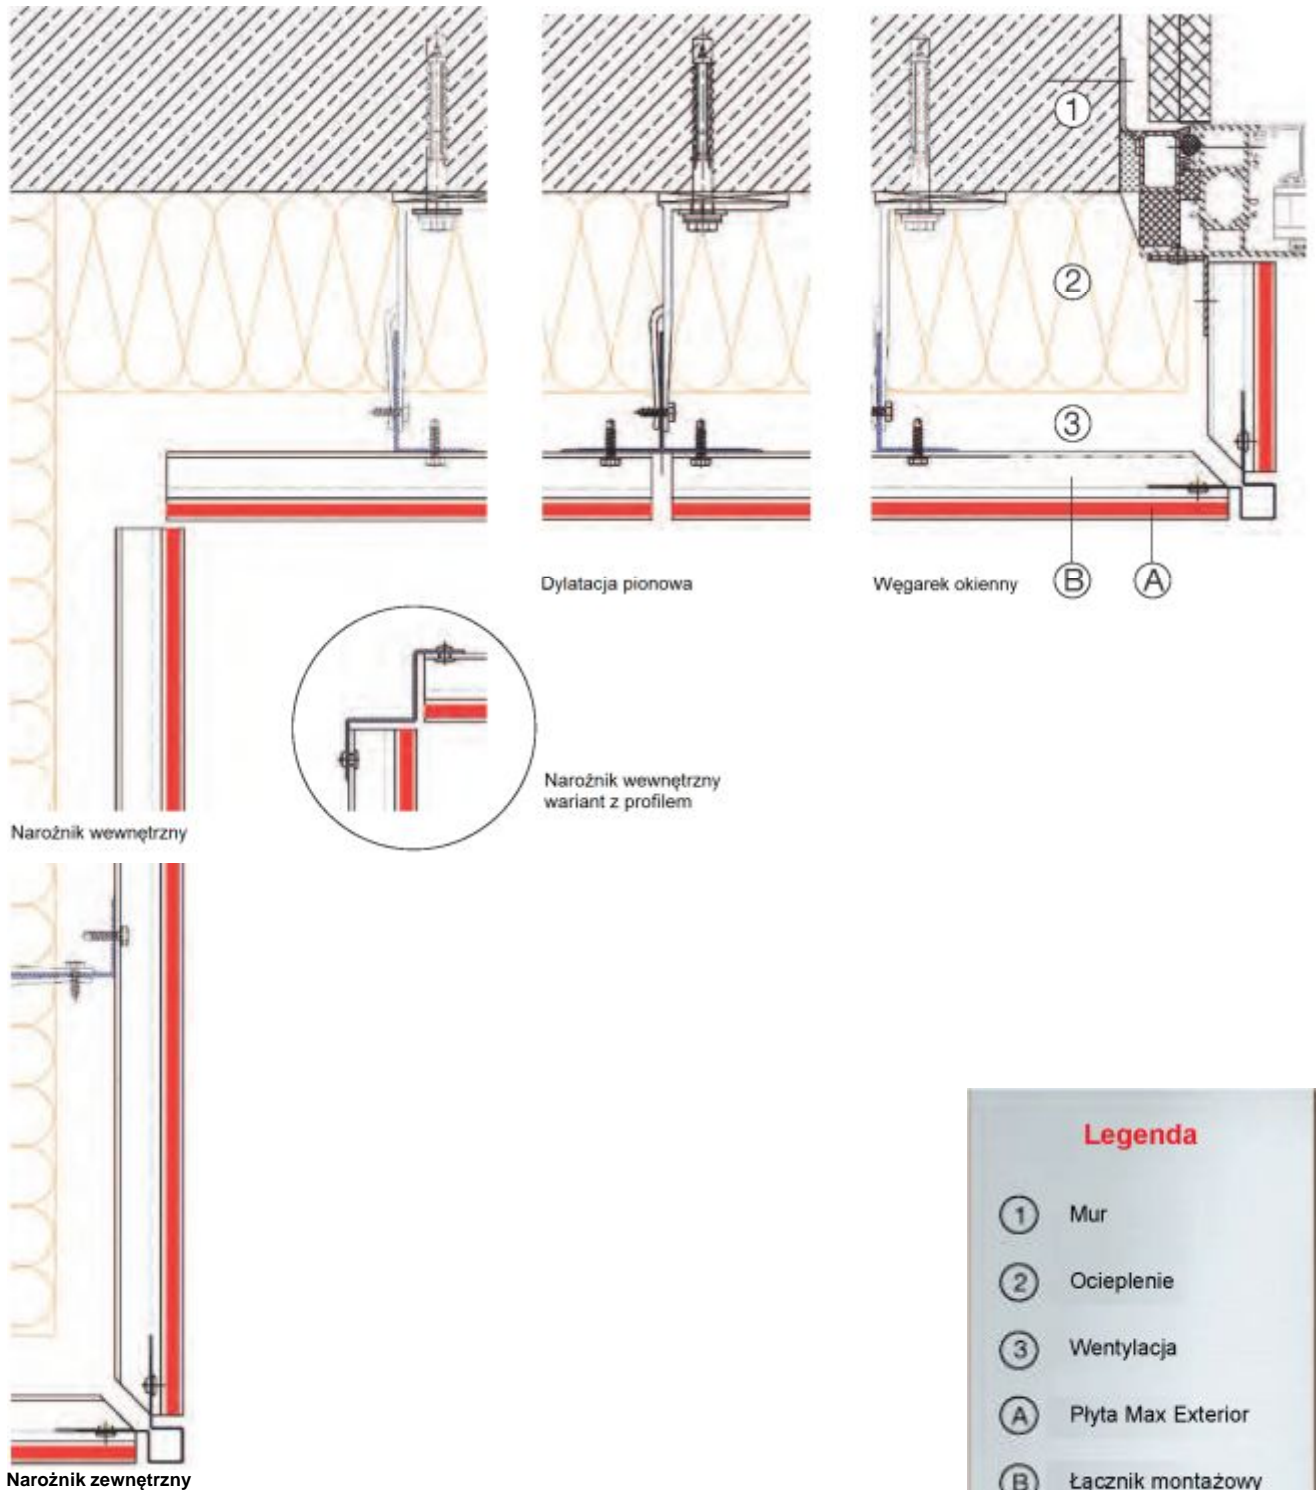 1
2
3
Dylatacja pionowa
Węgarek okienny
B
A
Narożnik wewnętrzny
wariant z profilem
Narożnik wewnętrzny
Narożnik zewnętrzny
Legenda
1 Mur
2 Ocieplenie
3 Wentylacja
A Płyta Max Exterior
B Łącznik montażowy